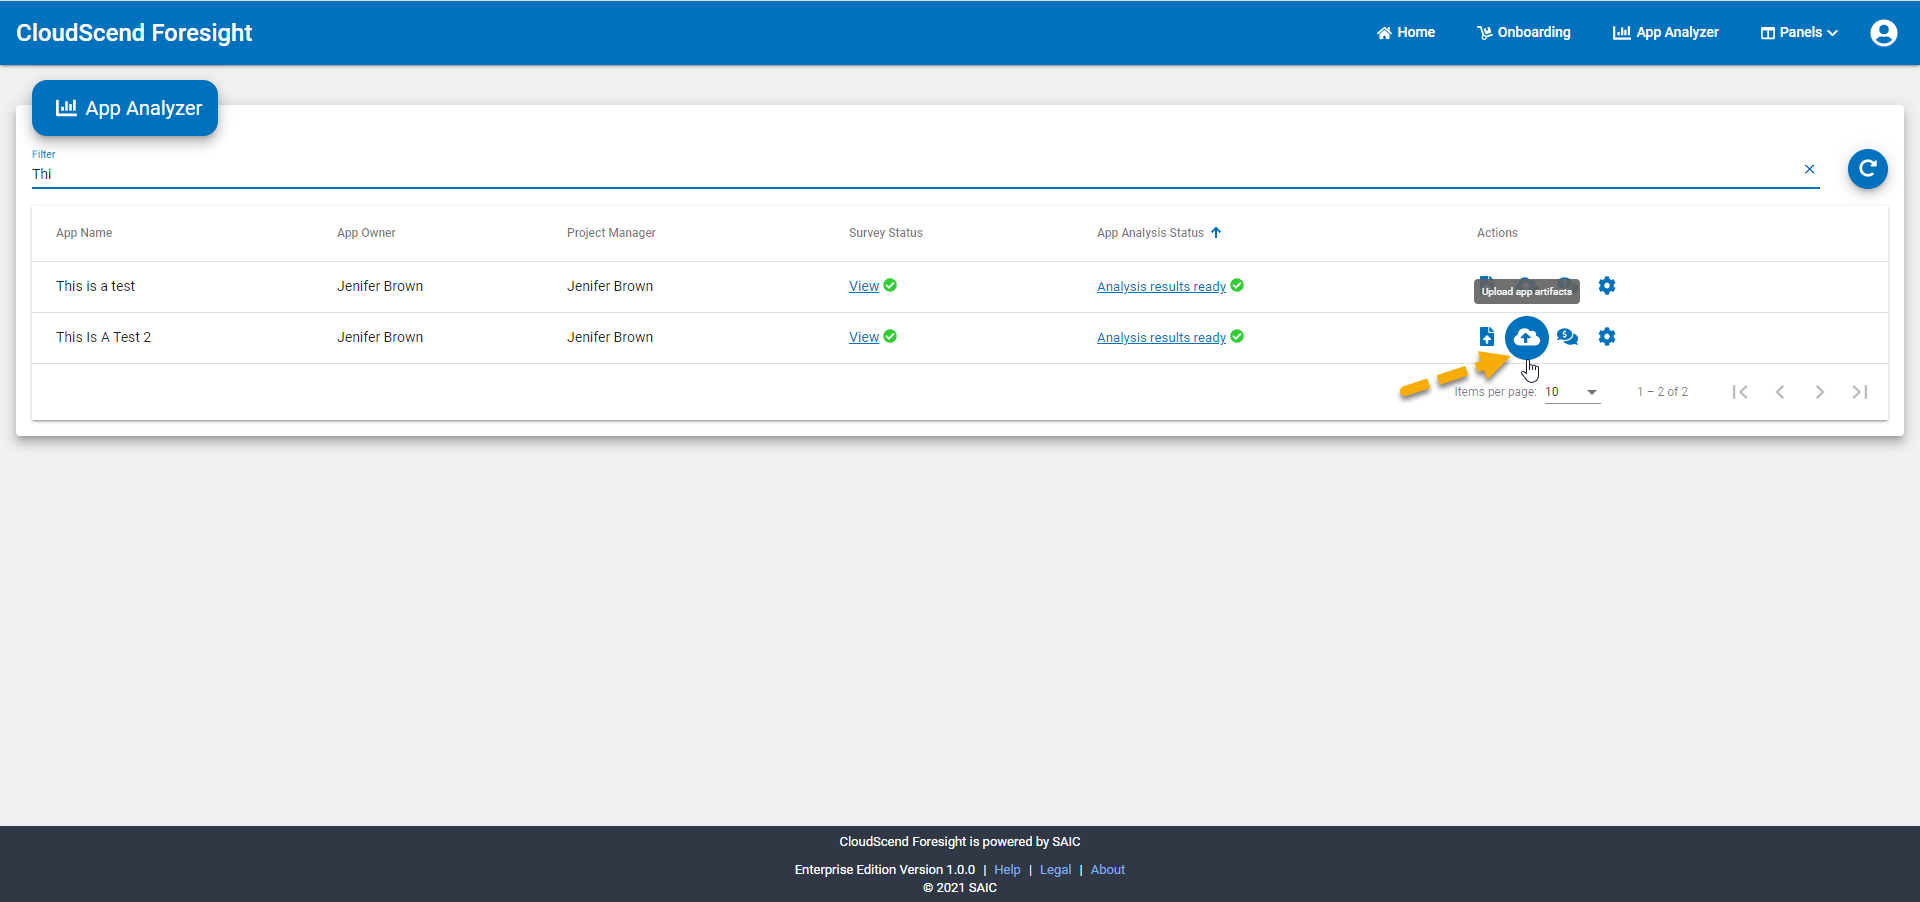 CloudScend Foresight
Home Onboarding App Analyzer Panels
App Analyzer
Filter
Thi
App Name App Owner Project Manager Survey Status App Analysis Status Actions
This is a test Jenifer Brown Jenifer Brown View Analysis results ready
Upload app artifacts
This Is A Test 2 Jenifer Brown Jenifer Brown View Analysis results ready
Items per page: 10 1 – 2 of 2
CloudScend Foresight is powered by SAIC
Enterprise Edition Version 1.0.0 | Help | Legal | About
© 2021 SAIC